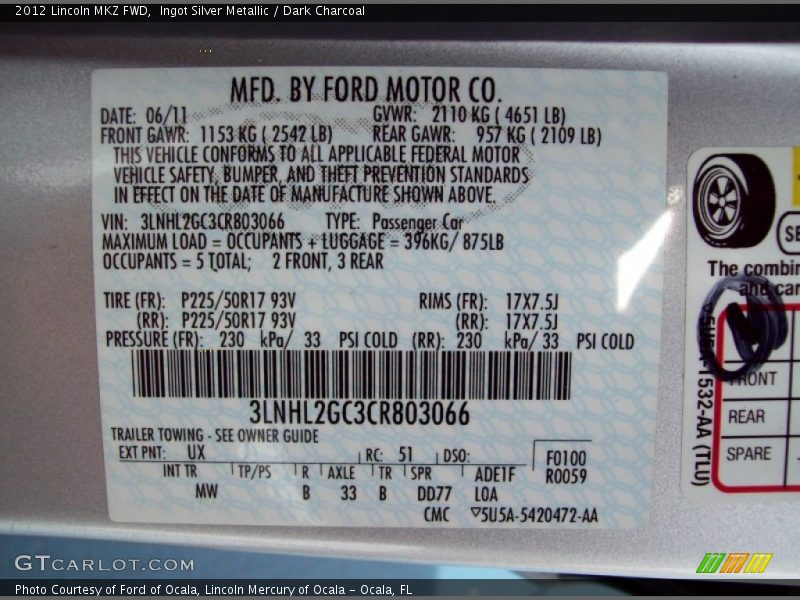 2012 Lincoln MKZ FWD, Ingot Silver Metallic / Dark Charcoal
MFD. BY FORD MOTOR CO.
DATE: 06/11 GVWR: 2110 KG ( 4651 LB)
FRONT GAWR: 1153 KG ( 2542 LB) REAR GAWR: 957 KG ( 2109 LB)
THIS VEHICLE CONFORMS TO ALL APPLICABLE FEDERAL MOTOR
VEHICLE SAFETY, BUMPER, AND THEFT PREVENTION STANDARDS
IN EFFECT ON THE DATE OF MANUFACTURE SHOWN ABOVE.
VIN: 3LNHL2GC3CR803066 TYPE: Passenger Car
MAXIMUM LOAD = OCCUPANTS + LUGGAGE = 396KG/ 875LB
OCCUPANTS = 5 TOTAL; 2 FRONT, 3 REAR
TIRE (FR): P225/50R17 93V RIMS (FR): 17X7.5J
(RR): P225/50R17 93V (RR): 17X7.5J
PRESSURE (FR): 230 kPa/ 33 PSI COLD (RR): 230 kPa/ 33 PSI COLD
3LNHL2GC3CR803066
TRAILER TOWING - SEE OWNER GUIDE
EXT PNT: UX RC: 51 DSO: F0100
INT TR TP/PS R AXLE TR SPR ADE1F R0059
MW B 33 B DD77 LOA
CMC ▽5U5A-5420472-AA
SE
The combin
and car
FRONT
REAR
SPARE
1532-AA (TLU)
GTCARLOT.COM
Photo Courtesy of Ford of Ocala, Lincoln Mercury of Ocala - Ocala, FL